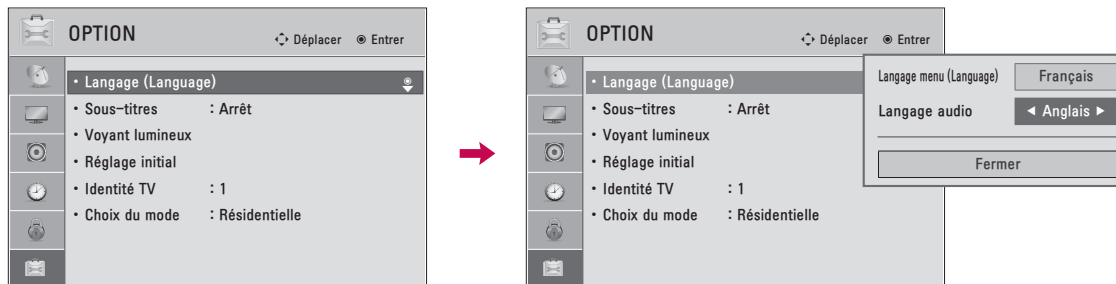 OPTION
Déplacer Entrer
• Langage (Language)
• Sous-titres : Arrêt
• Voyant lumineux
• Réglage initial
• Identité TV : 1
• Choix du mode : Résidentielle
OPTION
Déplacer Entrer
• Langage (Language)
• Sous-titres : Arrêt
• Voyant lumineux
• Réglage initial
• Identité TV : 1
• Choix du mode : Résidentielle
Langage menu (Language) Français
Langage audio ◄ Anglais ►
Fermer